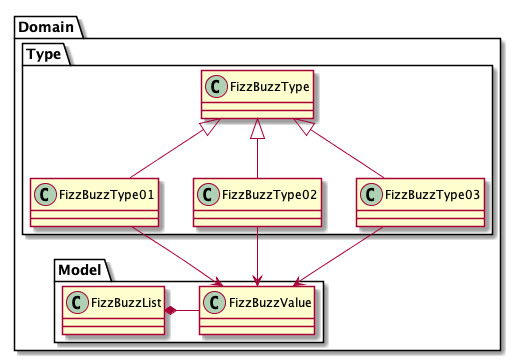 Domain
Type
C FizzBuzzType
C FizzBuzzType01
C FizzBuzzType02
C FizzBuzzType03
Model
C FizzBuzzList
C FizzBuzzValue